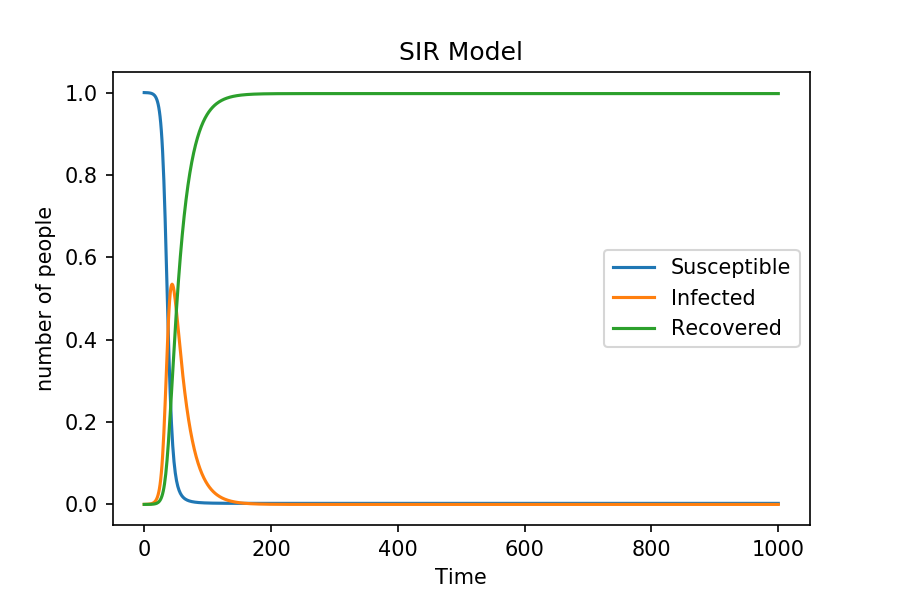 SIR Model
1.0
0.8
0.6
0.4
0.2
0.0
number of people
Susceptible
Infected
Recovered
0 200 400 600 800 1000
Time